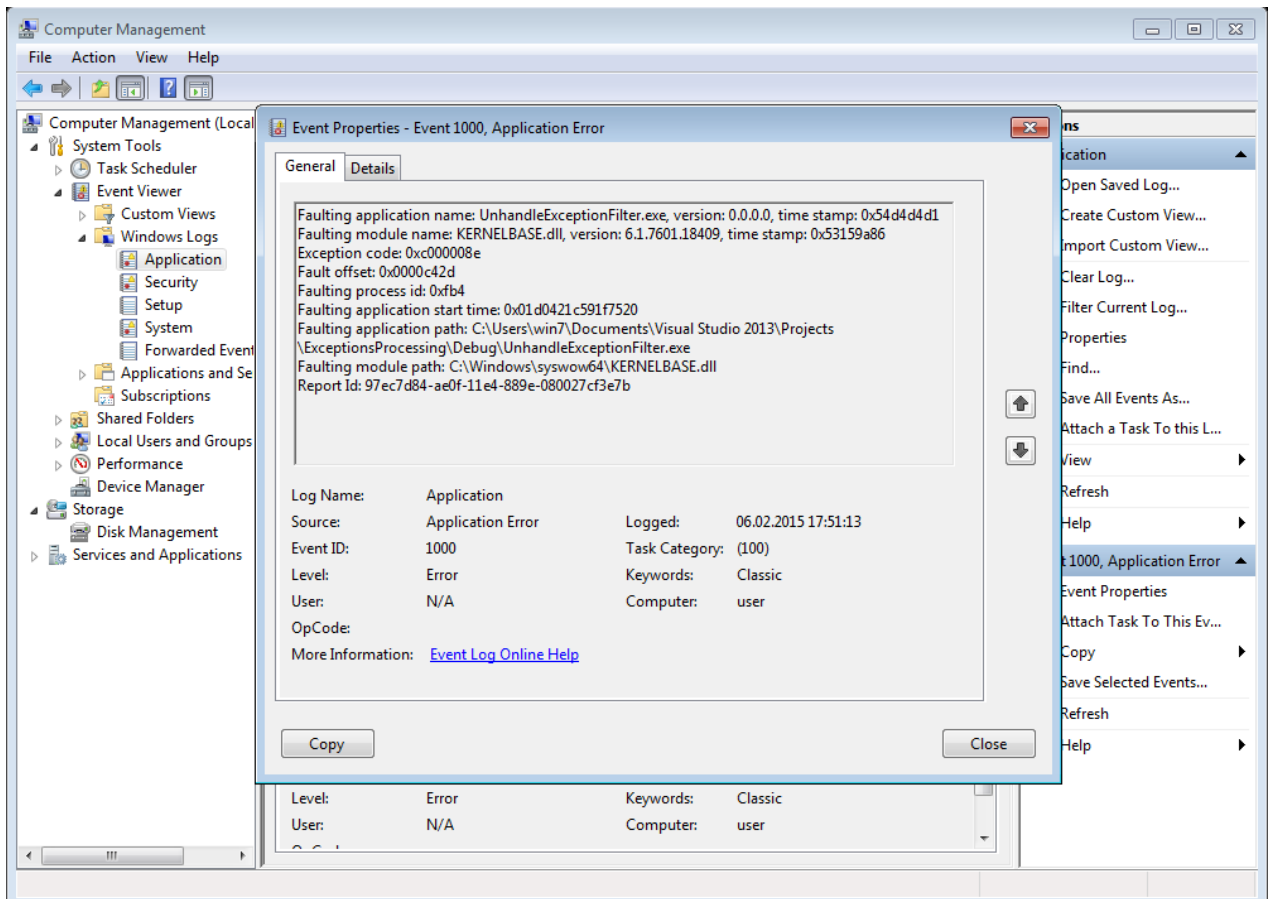 Computer Management
File Action View Help
Computer Management (Local
System Tools
Task Scheduler
Event Viewer
Custom Views
Windows Logs
Application
Security
Setup
System
Forwarded Event
Applications and Se
Subscriptions
Shared Folders
Local Users and Groups
Performance
Device Manager
Storage
Disk Management
Services and Applications
Event Properties - Event 1000, Application Error
General Details
Faulting application name: UnhandleExceptionFilter.exe, version: 0.0.0.0, time stamp: 0x54d4d4d1
Faulting module name: KERNELBASE.dll, version: 6.1.7601.18409, time stamp: 0x53159a86
Exception code: 0xc000008e
Fault offset: 0x0000c42d
Faulting process id: 0xfb4
Faulting application start time: 0x01d0421c591f7520
Faulting application path: C:\Users\win7\Documents\Visual Studio 2013\Projects
\ExceptionsProcessing\Debug\UnhandleExceptionFilter.exe
Faulting module path: C:\Windows\syswow64\KERNELBASE.dll
Report Id: 97ec7d84-ae0f-11e4-889e-080027cf3e7b
Log Name: Application
Source: Application Error Logged: 06.02.2015 17:51:13
Event ID: 1000 Task Category: (100)
Level: Error Keywords: Classic
User: N/A Computer: user
OpCode:
More Information: Event Log Online Help
Copy Close
Level: Error Keywords: Classic
User: N/A Computer: user
ns
ication
Open Saved Log...
Create Custom View...
Import Custom View...
Clear Log...
Filter Current Log...
Properties
Find...
Save All Events As...
Attach a Task To this L...
View
Refresh
Help
t 1000, Application Error
Event Properties
Attach Task To This Ev...
Copy
Save Selected Events...
Refresh
Help